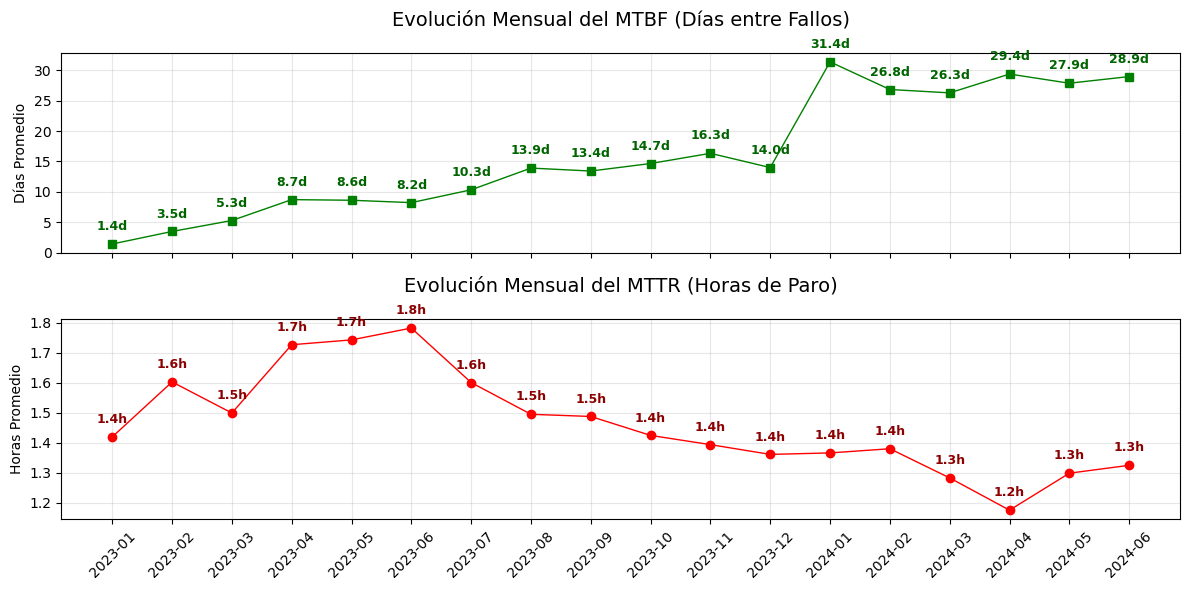 Evolución Mensual del MTBF (Días entre Fallos)
Días Promedio
30
25
20
15
10
5
0
1.4d
3.5d
5.3d
8.7d
8.6d
8.2d
10.3d
13.9d
13.4d
14.7d
16.3d
14.0d
31.4d
26.8d
26.3d
29.4d
27.9d
28.9d
Evolución Mensual del MTTR (Horas de Paro)
Horas Promedio
1.8
1.7
1.6
1.5
1.4
1.3
1.2
1.4h
1.6h
1.5h
1.7h
1.7h
1.8h
1.6h
1.5h
1.5h
1.4h
1.4h
1.4h
1.4h
1.4h
1.3h
1.2h
1.3h
1.3h
2023-01
2023-02
2023-03
2023-04
2023-05
2023-06
2023-07
2023-08
2023-09
2023-10
2023-11
2023-12
2024-01
2024-02
2024-03
2024-04
2024-05
2024-06